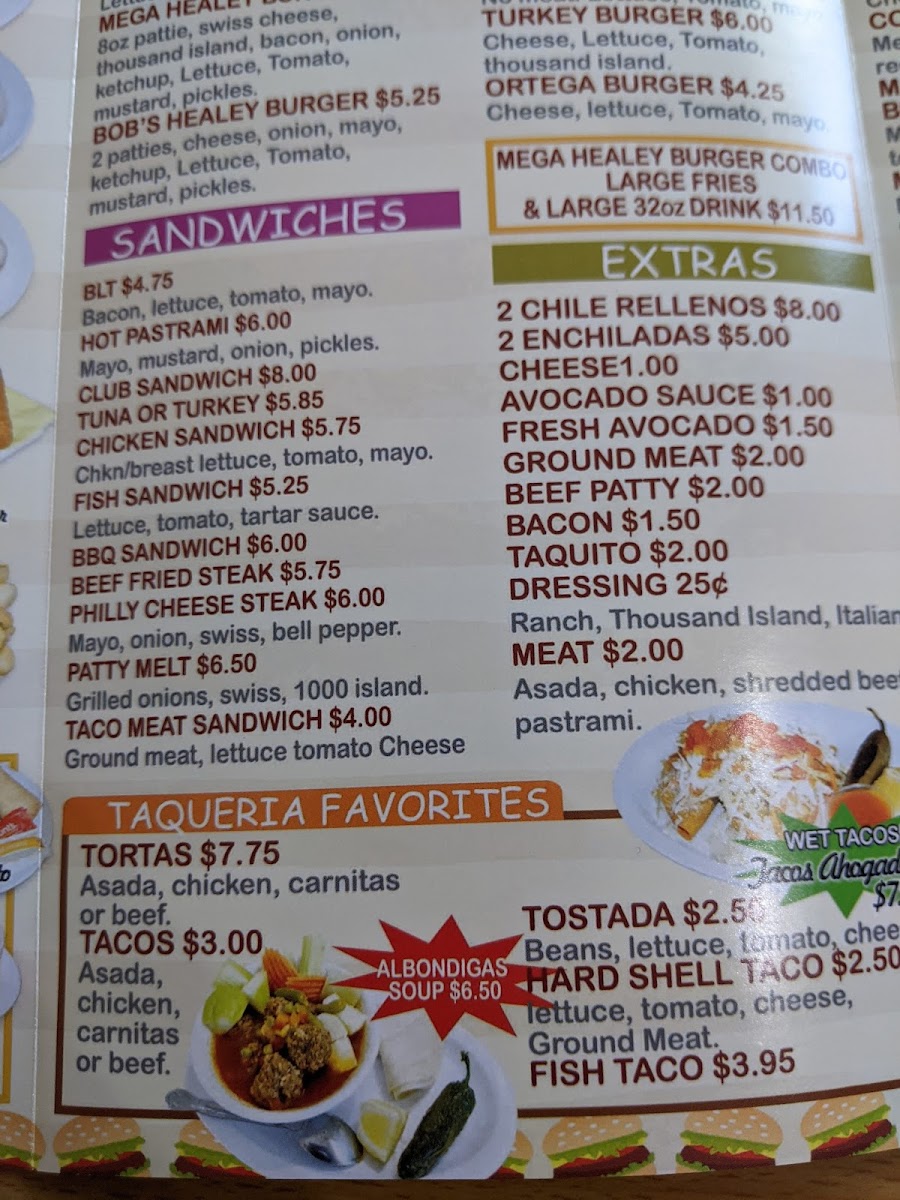 MEGA HEALEY
8oz pattie, swiss cheese,
thousand island, bacon, onion,
ketchup, Lettuce, Tomato,
mustard, pickles.
BOB'S HEALEY BURGER $5.25
2 patties, cheese, onion, mayo,
ketchup, Lettuce, Tomato,
mustard, pickles.
SANDWICHES
BLT $4.75
Bacon, lettuce, tomato, mayo.
HOT PASTRAMI $6.00
Mayo, mustard, onion, pickles.
CLUB SANDWICH $8.00
TUNA OR TURKEY $5.85
CHICKEN SANDWICH $5.75
Chkn/breast lettuce, tomato, mayo.
FISH SANDWICH $5.25
Lettuce, tomato, tartar sauce.
BBQ SANDWICH $6.00
BEEF FRIED STEAK $5.75
PHILLY CHEESE STEAK $6.00
Mayo, onion, swiss, bell pepper.
PATTY MELT $6.50
Grilled onions, swiss, 1000 island.
TACO MEAT SANDWICH $4.00
Ground meat, lettuce tomato Cheese
TURKEY BURGER $6.00
Cheese, Lettuce, Tomato,
thousand island.
ORTEGA BURGER $4.25
Cheese, lettuce, Tomato, mayo.
MEGA HEALEY BURGER COMBO
LARGE FRIES
& LARGE 32oz DRINK $11.50
EXTRAS
2 CHILE RELLENOS $8.00
2 ENCHILADAS $5.00
CHEESE1.00
AVOCADO SAUCE $1.00
FRESH AVOCADO $1.50
GROUND MEAT $2.00
BEEF PATTY $2.00
BACON $1.50
TAQUITO $2.00
DRESSING 25¢
Ranch, Thousand Island, Italian
MEAT $2.00
Asada, chicken, shredded bee
pastrami.
WET TACOS
Tacos Ahogad
$7
TAQUERIA FAVORITES
TORTAS $7.75
Asada, chicken, carnitas
or beef.
TACOS $3.00
Asada,
chicken,
carnitas
or beef.
ALBONDIGAS
SOUP $6.50
TOSTADA $2.50
Beans, lettuce, tomato, chee
HARD SHELL TACO $2.50
lettuce, tomato, cheese,
Ground Meat.
FISH TACO $3.95